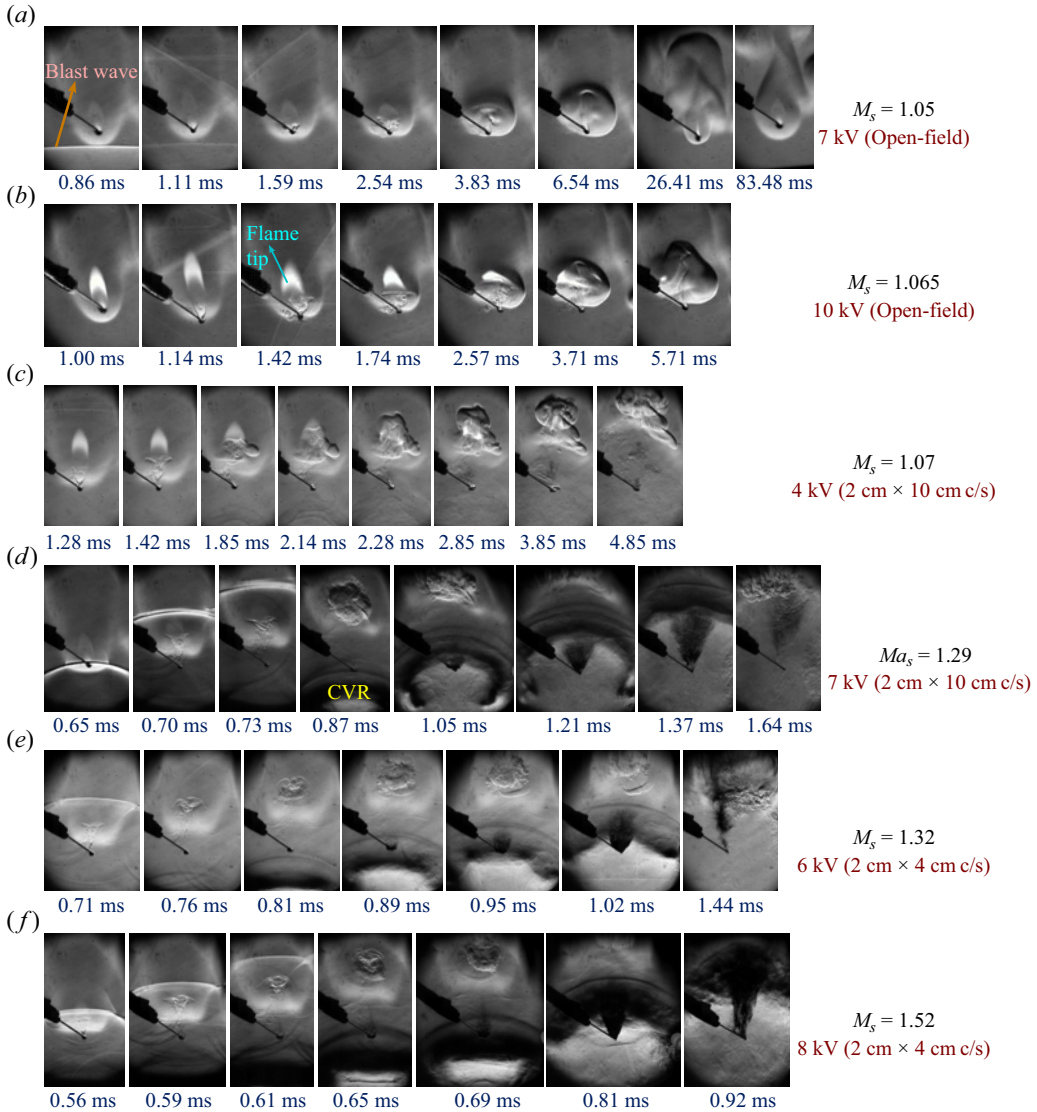 (a)
Blast wave
0.86 ms 1.11 ms 1.59 ms 2.54 ms 3.83 ms 6.54 ms 26.41 ms 83.48 ms
M_s = 1.05
7 kV (Open-field)
(b)
Flame
tip
1.00 ms 1.14 ms 1.42 ms 1.74 ms 2.57 ms 3.71 ms 5.71 ms
M_s = 1.065
10 kV (Open-field)
(c)
1.28 ms 1.42 ms 1.85 ms 2.14 ms 2.28 ms 2.85 ms 3.85 ms 4.85 ms
M_s = 1.07
4 kV (2 cm × 10 cm c/s)
(d)
CVR
0.65 ms 0.70 ms 0.73 ms 0.87 ms 1.05 ms 1.21 ms 1.37 ms 1.64 ms
Ma_s = 1.29
7 kV (2 cm × 10 cm c/s)
(e)
0.71 ms 0.76 ms 0.81 ms 0.89 ms 0.95 ms 1.02 ms 1.44 ms
M_s = 1.32
6 kV (2 cm × 4 cm c/s)
(f)
0.56 ms 0.59 ms 0.61 ms 0.65 ms 0.69 ms 0.81 ms 0.92 ms
M_s = 1.52
8 kV (2 cm × 4 cm c/s)